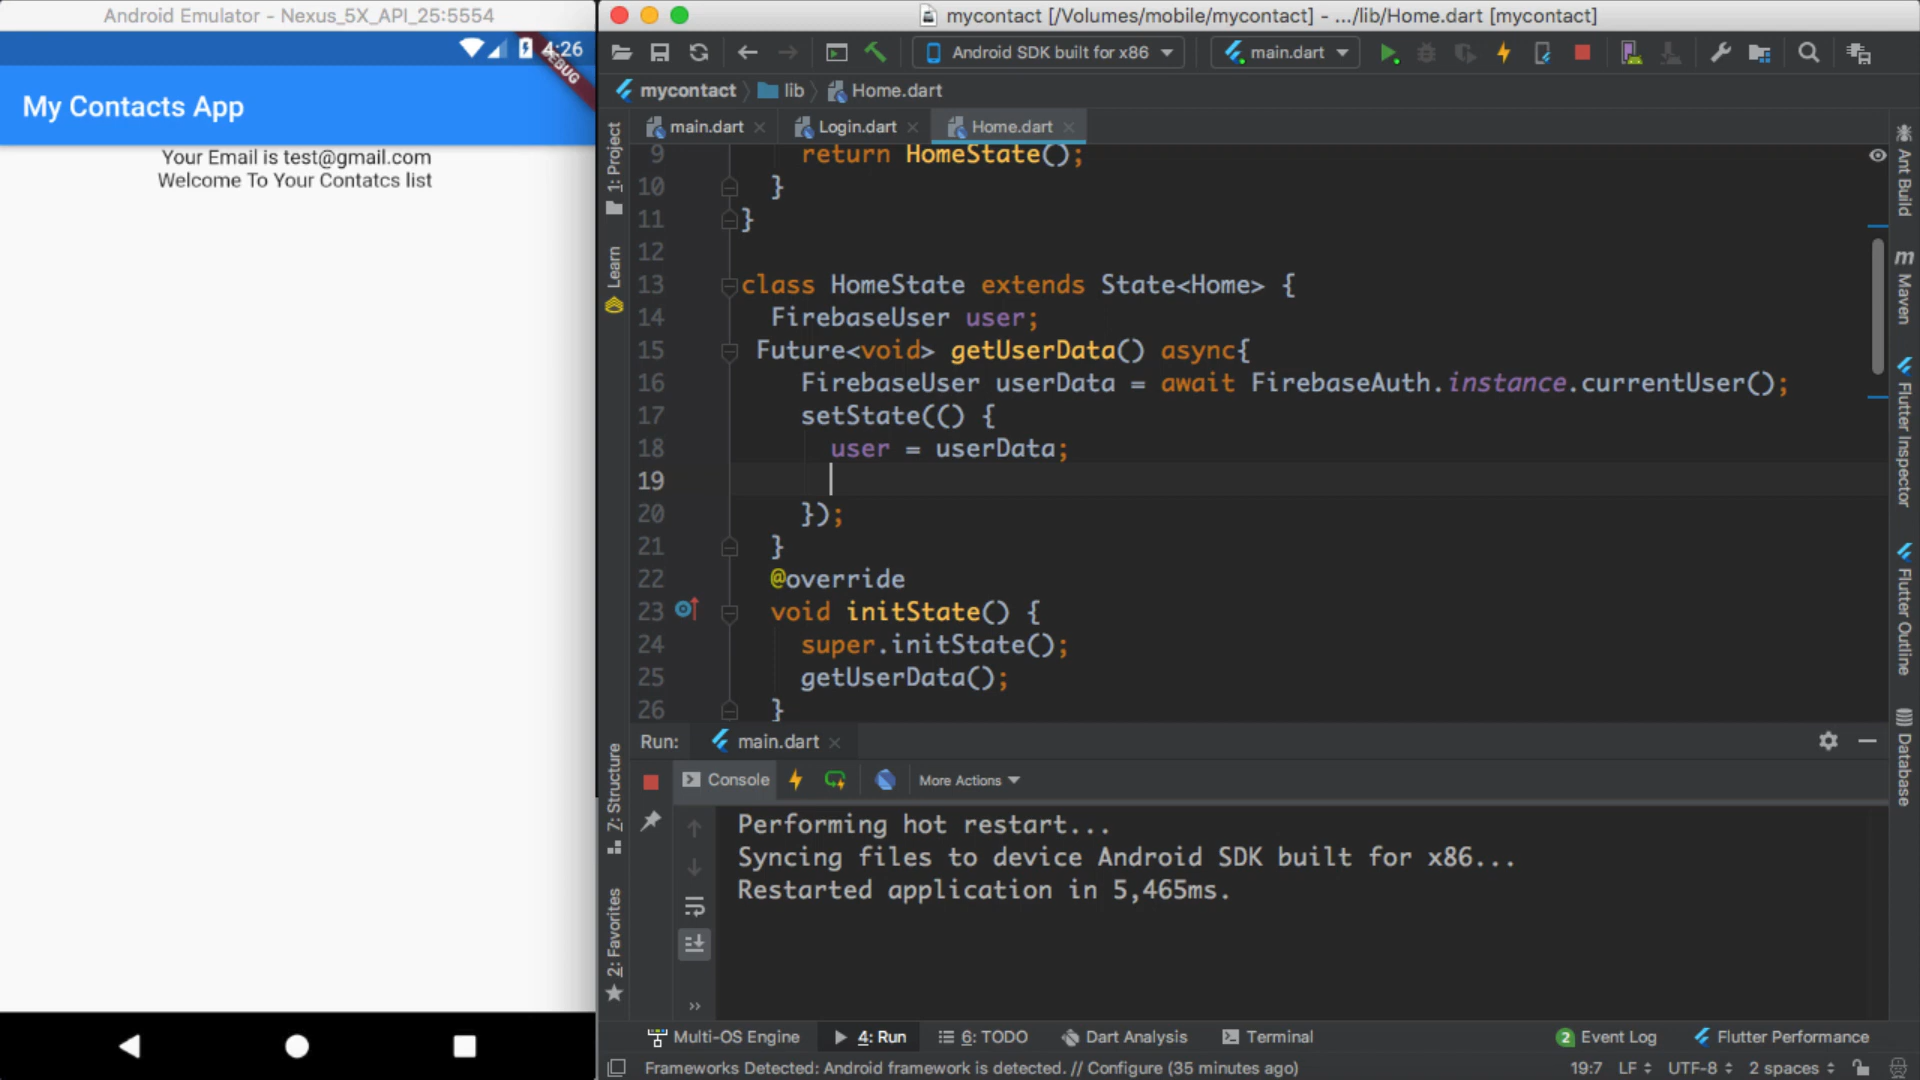 Android Emulator - Nexus_5X_API_25:5554
4:26
DEBUG
My Contacts App
Your Email is test@gmail.com
Welcome To Your Contatcs list
mycontact [/Volumes/mobile/mycontact] - .../lib/Home.dart [mycontact]
Android SDK built for x86
main.dart
mycontact
lib
Home.dart
main.dart
Login.dart
Home.dart
9 return HomeState();
10 }
11 }
12
13 class HomeState extends State<Home> {
14 FirebaseUser user;
15 Future<void> getUserData() async{
16 FirebaseUser userData = await FirebaseAuth.instance.currentUser();
17 setState(() {
18 user = userData;
19
20 });
21 }
22 @override
23 void initState() {
24 super.initState();
25 getUserData();
26 }
1: Project
Learn
Z: Structure
2: Favorites
Ant Build
m
Maven
Flutter Inspector
Flutter Outline
Database
Run:
main.dart
Console
More Actions
Performing hot restart...
Syncing files to device Android SDK built for x86...
Restarted application in 5,465ms.
Multi-OS Engine
4: Run
6: TODO
Dart Analysis
Terminal
2 Event Log
Flutter Performance
Frameworks Detected: Android framework is detected. // Configure (35 minutes ago)
19:7
LF
UTF-8
2 spaces